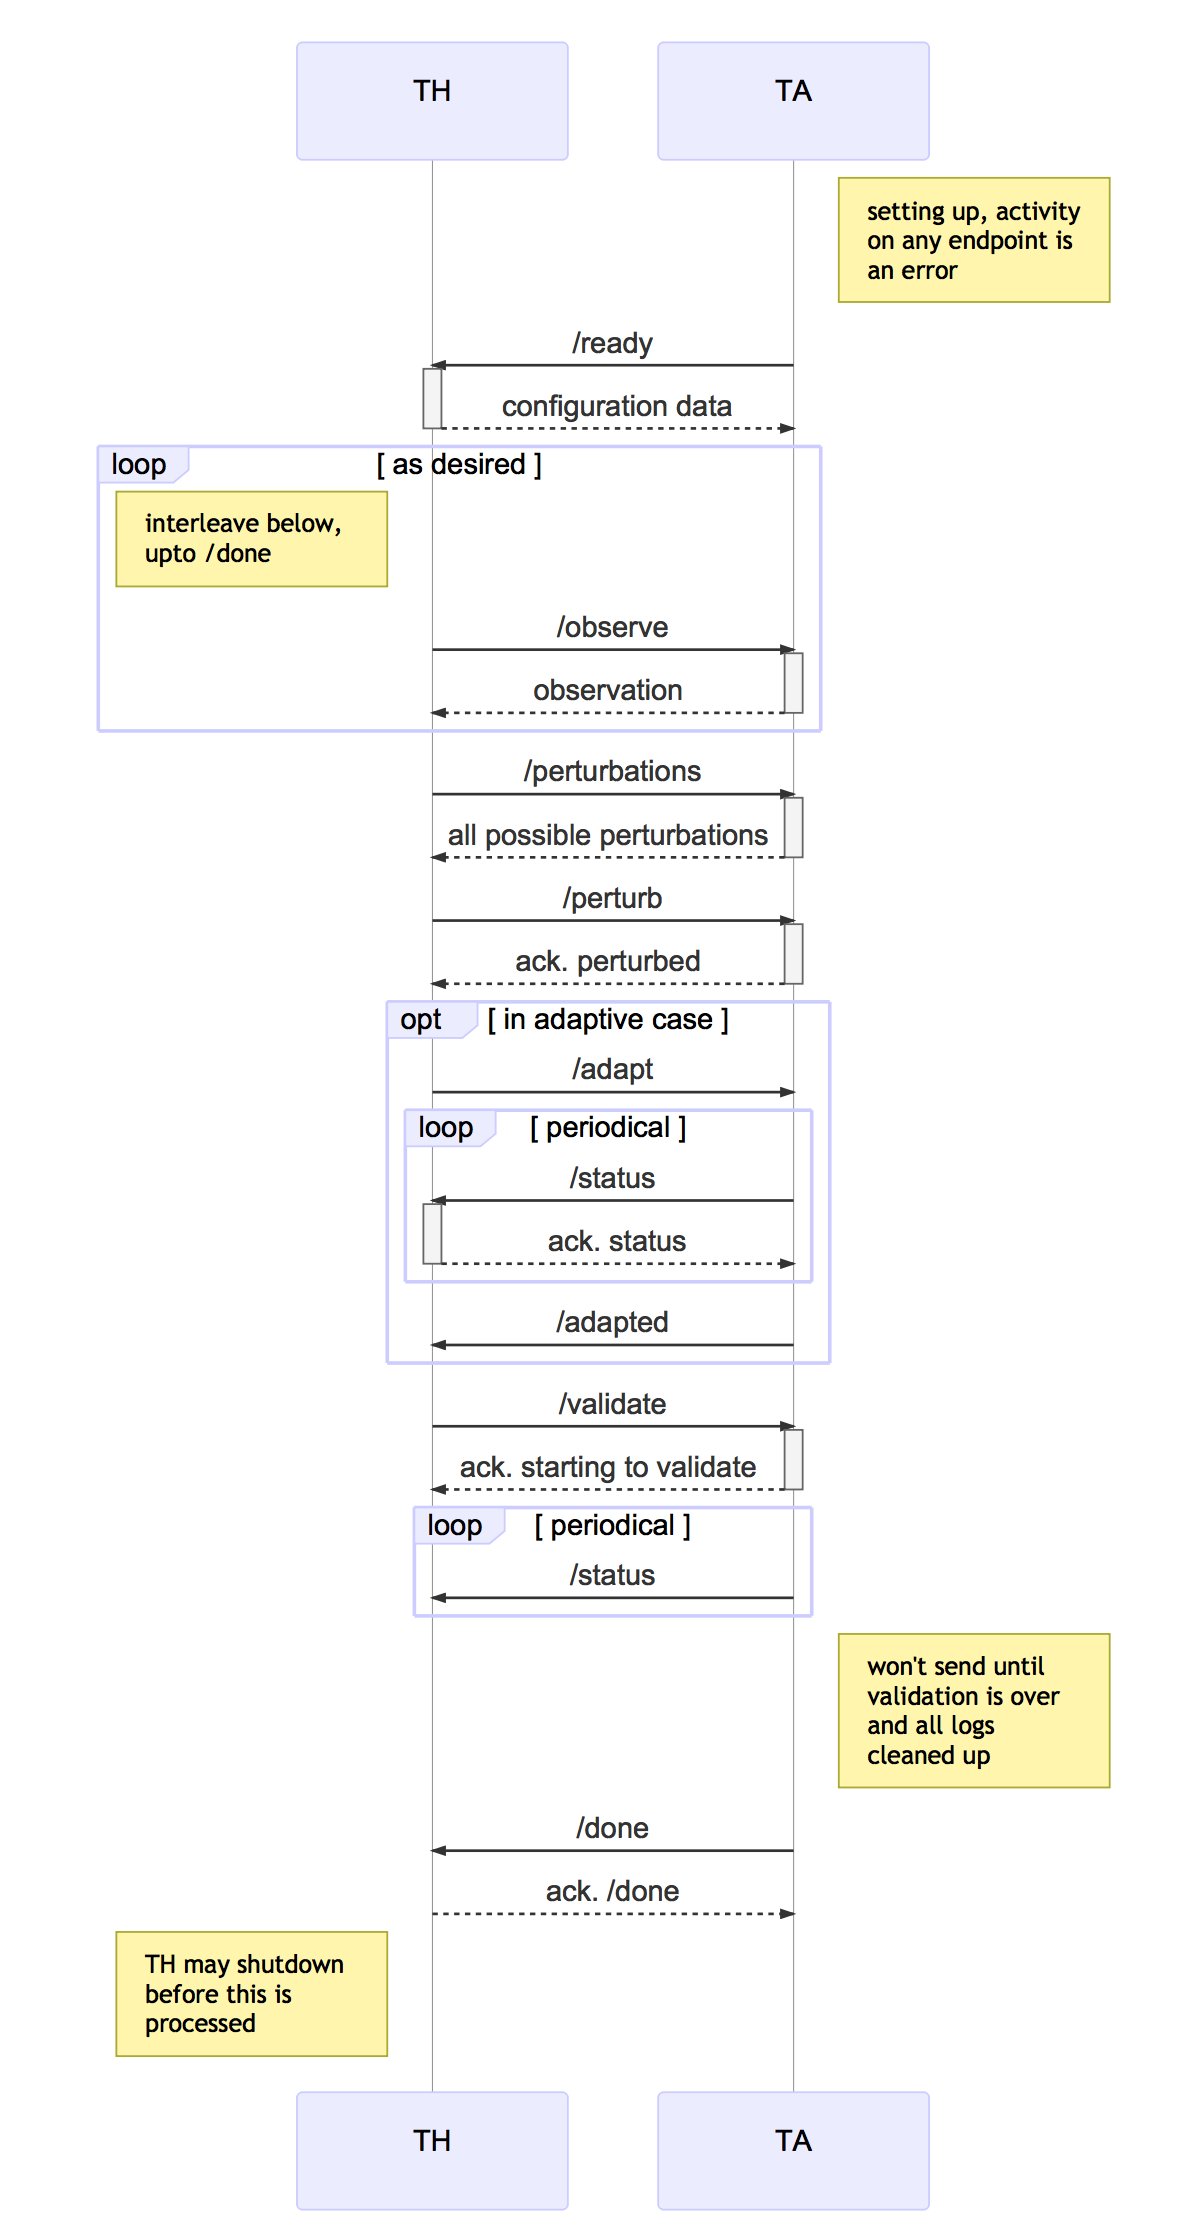 TH
TA
setting up, activity
on any endpoint is
an error
/ready
configuration data
loop
[ as desired ]
interleave below,
upto /done
/observe
observation
/perturbations
all possible perturbations
/perturb
ack. perturbed
opt
[ in adaptive case ]
/adapt
loop
[ periodical ]
/status
ack. status
/adapted
/validate
ack. starting to validate
loop
[ periodical ]
/status
won't send until
validation is over
and all logs
cleaned up
/done
ack. /done
TH may shutdown
before this is
processed
TH
TA